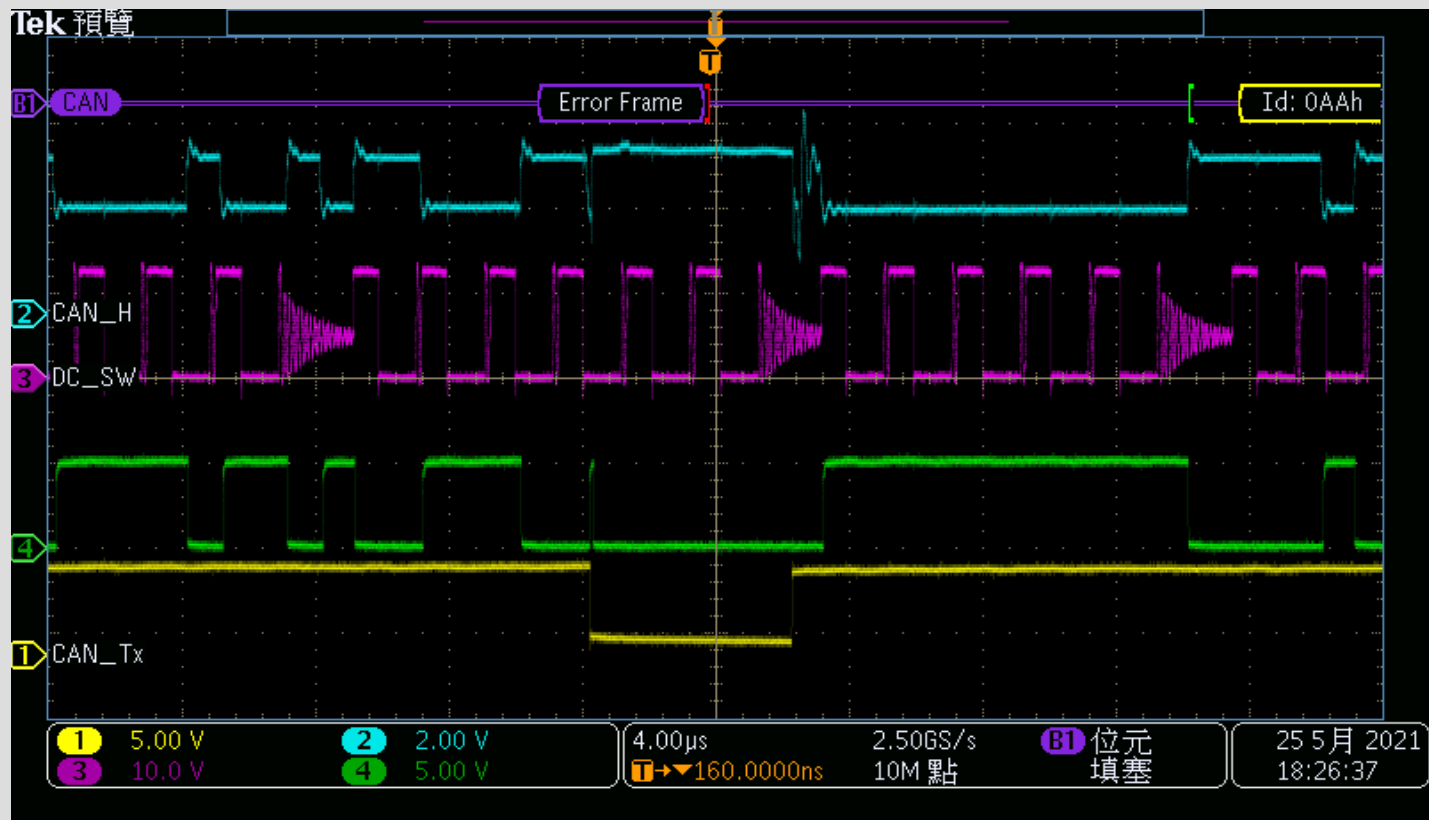 Tek 預覽
T
B1 CAN
Error Frame
Id: 0AAh
2 CAN_H
3 DC_SW
4
1 CAN_Tx
1 5.00 V 2 2.00 V 4.00µs 2.50GS/s B1 位元 25 5月 2021
3 10.0 V 4 5.00 V T→▼160.0000ns 10M 點 填塞 18:26:37